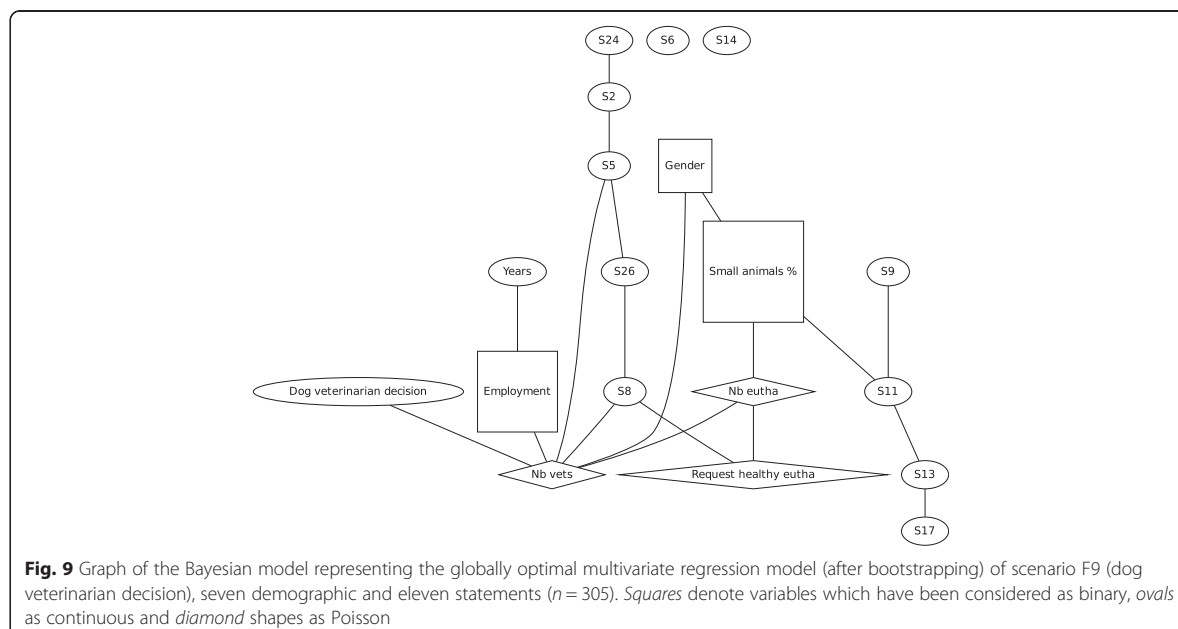 S24 S6 S14
S2
S5 Gender
Years S26 Small animals % S9
Dog veterinarian decision Employment S8 Nb eutha S11
Nb vets Request healthy eutha S13
S17
Fig. 9 Graph of the Bayesian model representing the globally optimal multivariate regression model (after bootstrapping) of scenario F9 (dog
veterinarian decision), seven demographic and eleven statements (n = 305). Squares denote variables which have been considered as binary, ovals
as continuous and diamond shapes as Poisson